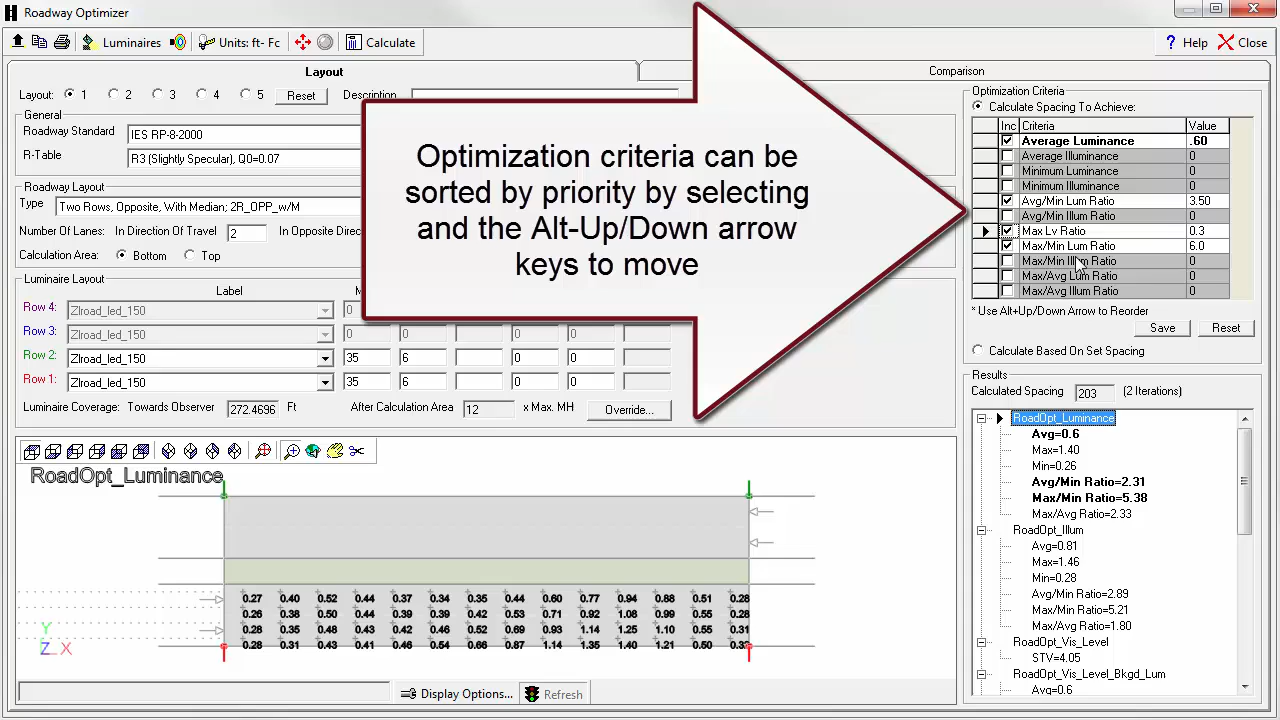 Roadway Optimizer
Luminaires Units: ft- Fc Calculate Help Close
Layout Comparison
Layout: 1 2 3 4 5 Reset Description
General
Roadway Standard IES RP-8-2000
R-Table R3 (Slightly Specular), Q0=0.07
Roadway Layout
Type Two Rows, Opposite, With Median; 2R_OPP_w/M
Number Of Lanes: In Direction Of Travel 2 In Opposite Direction
Calculation Area: Bottom Top
Luminaire Layout
Label
Row 4: Zlroad_led_150 0
Row 3: Zlroad_led_150 0 0 0 0
Row 2: Zlroad_led_150 35 6 0 0
Row 1: Zlroad_led_150 35 6 0 0
Luminaire Coverage: Towards Observer 272.4696 Ft After Calculation Area 12 x Max. MH Override...
Optimization criteria can be
sorted by priority by selecting
and the Alt-Up/Down arrow
keys to move
Optimization Criteria
Calculate Spacing To Achieve:
Inc Criteria Value
Average Luminance .60
Average Illuminance 0
Minimum Luminance 0
Minimum Illuminance 0
Avg/Min Lum Ratio 3.50
Avg/Min Illum Ratio 0
Max Lv Ratio 0.3
Max/Min Lum Ratio 6.0
Max/Min Illum Ratio 0
Max/Avg Lum Ratio 0
Max/Avg Illum Ratio 0
* Use Alt+Up/Down Arrow to Render
Save Reset
Calculate Based On Set Spacing
Results
Calculated Spacing 203 (2 Iterations)
RoadOpt_Luminance
Avg=0.6
Max=1.40
Min=0.26
Avg/Min Ratio=2.31
Max/Min Ratio=5.38
Max/Avg Ratio=2.33
RoadOpt_Illum
Avg=0.81
Max=1.46
Min=0.28
Avg/Min Ratio=2.89
Max/Min Ratio=5.21
Max/Avg Ratio=1.80
RoadOpt_Vis_Level
STV=4.05
RoadOpt_Vis_Level_Bkgd_Lum
Avg=0.6
RoadOpt_Luminance
0.27 0.40 0.52 0.44 0.37 0.34 0.35 0.44 0.60 0.77 0.94 0.88 0.51 0.28
0.26 0.38 0.50 0.44 0.39 0.39 0.42 0.53 0.71 0.92 1.08 0.99 0.55 0.28
0.28 0.35 0.48 0.43 0.42 0.46 0.52 0.69 0.93 1.14 1.25 1.10 0.55 0.31
0.28 0.31 0.43 0.41 0.46 0.54 0.66 0.87 1.14 1.35 1.40 1.21 0.50
Y
Z X
Display Options... Refresh